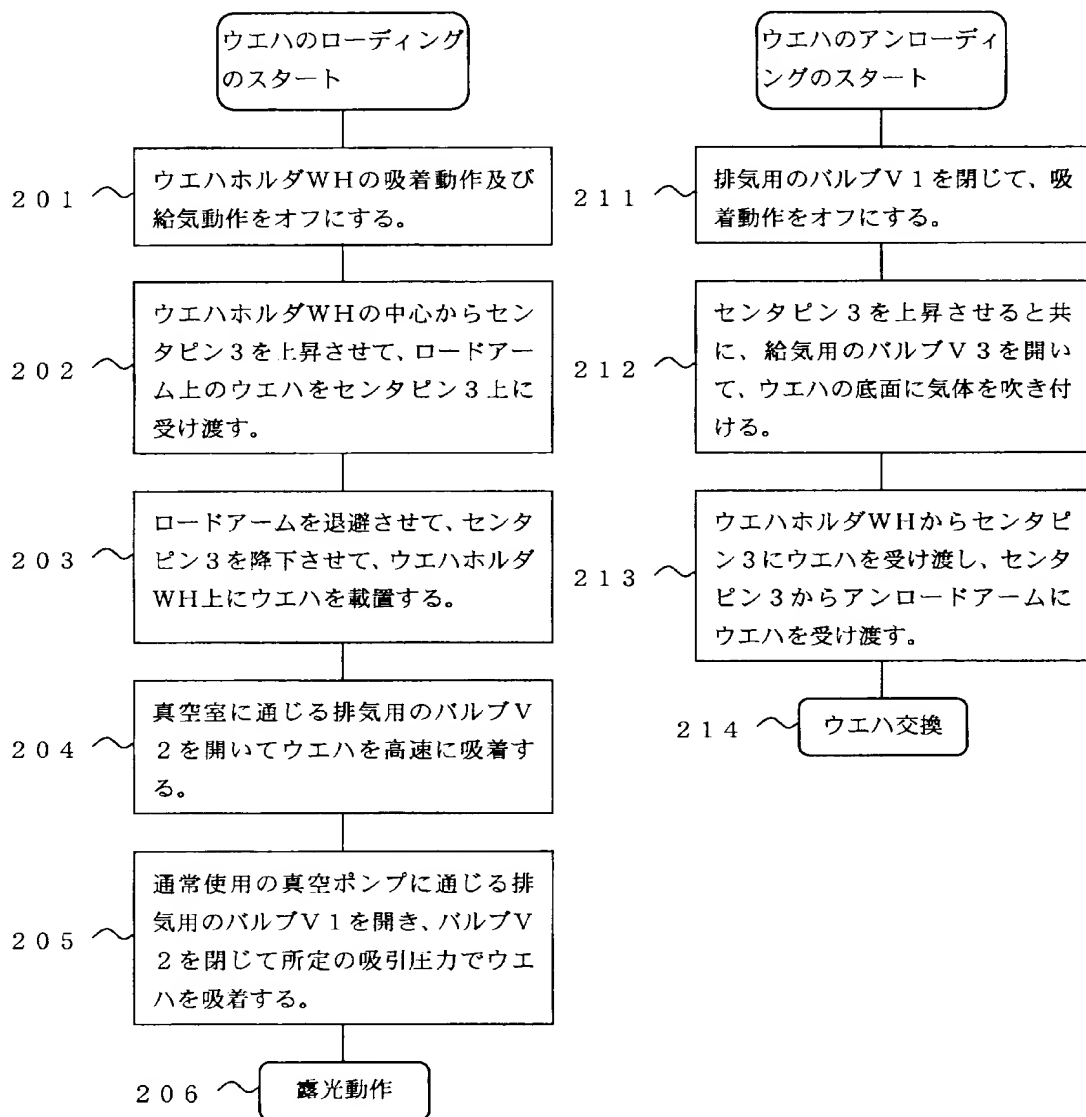 ウエハのローディング
のスタート
201
ウエハホルダWHの吸着動作及び
給気動作をオフにする。
202
ウエハホルダWHの中心からセン
タピン3を上昇させて、ロードアー
ム上のウエハをセンタピン3上に
受け渡す。
203
ロードアームを退避させて、センタ
ピン3を降下させて、ウエハホルダ
WH上にウエハを載置する。
204
真空室に通じる排気用のバルブV
2を開いてウエハを高速に吸着す
る。
205
通常使用の真空ポンプに通じる排
気用のバルブV1を開き、バルブV
2を閉じて所定の吸引圧力でウエ
ハを吸着する。
206
露光動作
ウエハのアンローディ
ングのスタート
211
排気用のバルブV1を閉じて、吸
着動作をオフにする。
212
センタピン3を上昇させると共
に、給気用のバルブV3を開い
て、ウエハの底面に気体を吹き付
ける。
213
ウエハホルダWHからセンタピ
ン3にウエハを受け渡し、センタ
ピン3からアンロードアームに
ウエハを受け渡す。
214
ウエハ交換